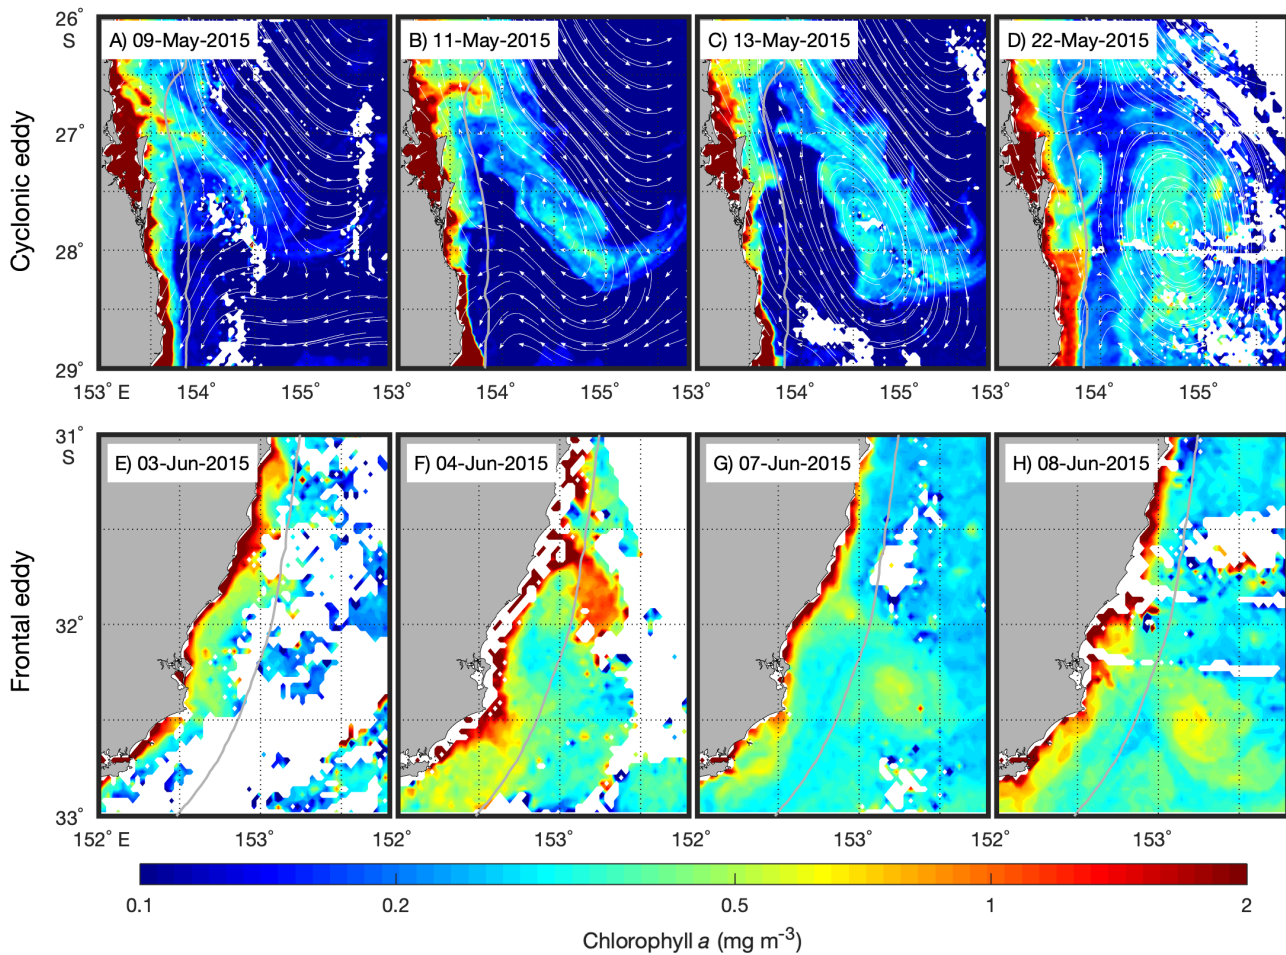 Cyclonic eddy
26°
S
27°
28°
29°
A) 09-May-2015
B) 11-May-2015
C) 13-May-2015
D) 22-May-2015
153° E 154° 155° 153° 154° 155° 153° 154° 155° 153° 154° 155°
Frontal eddy
31°
S
32°
33°
E) 03-Jun-2015
F) 04-Jun-2015
G) 07-Jun-2015
H) 08-Jun-2015
152° E 153° 152° 153° 152° 153° 152° 153°
0.1 0.2 0.5 1 2
Chlorophyll a (mg m⁻³)